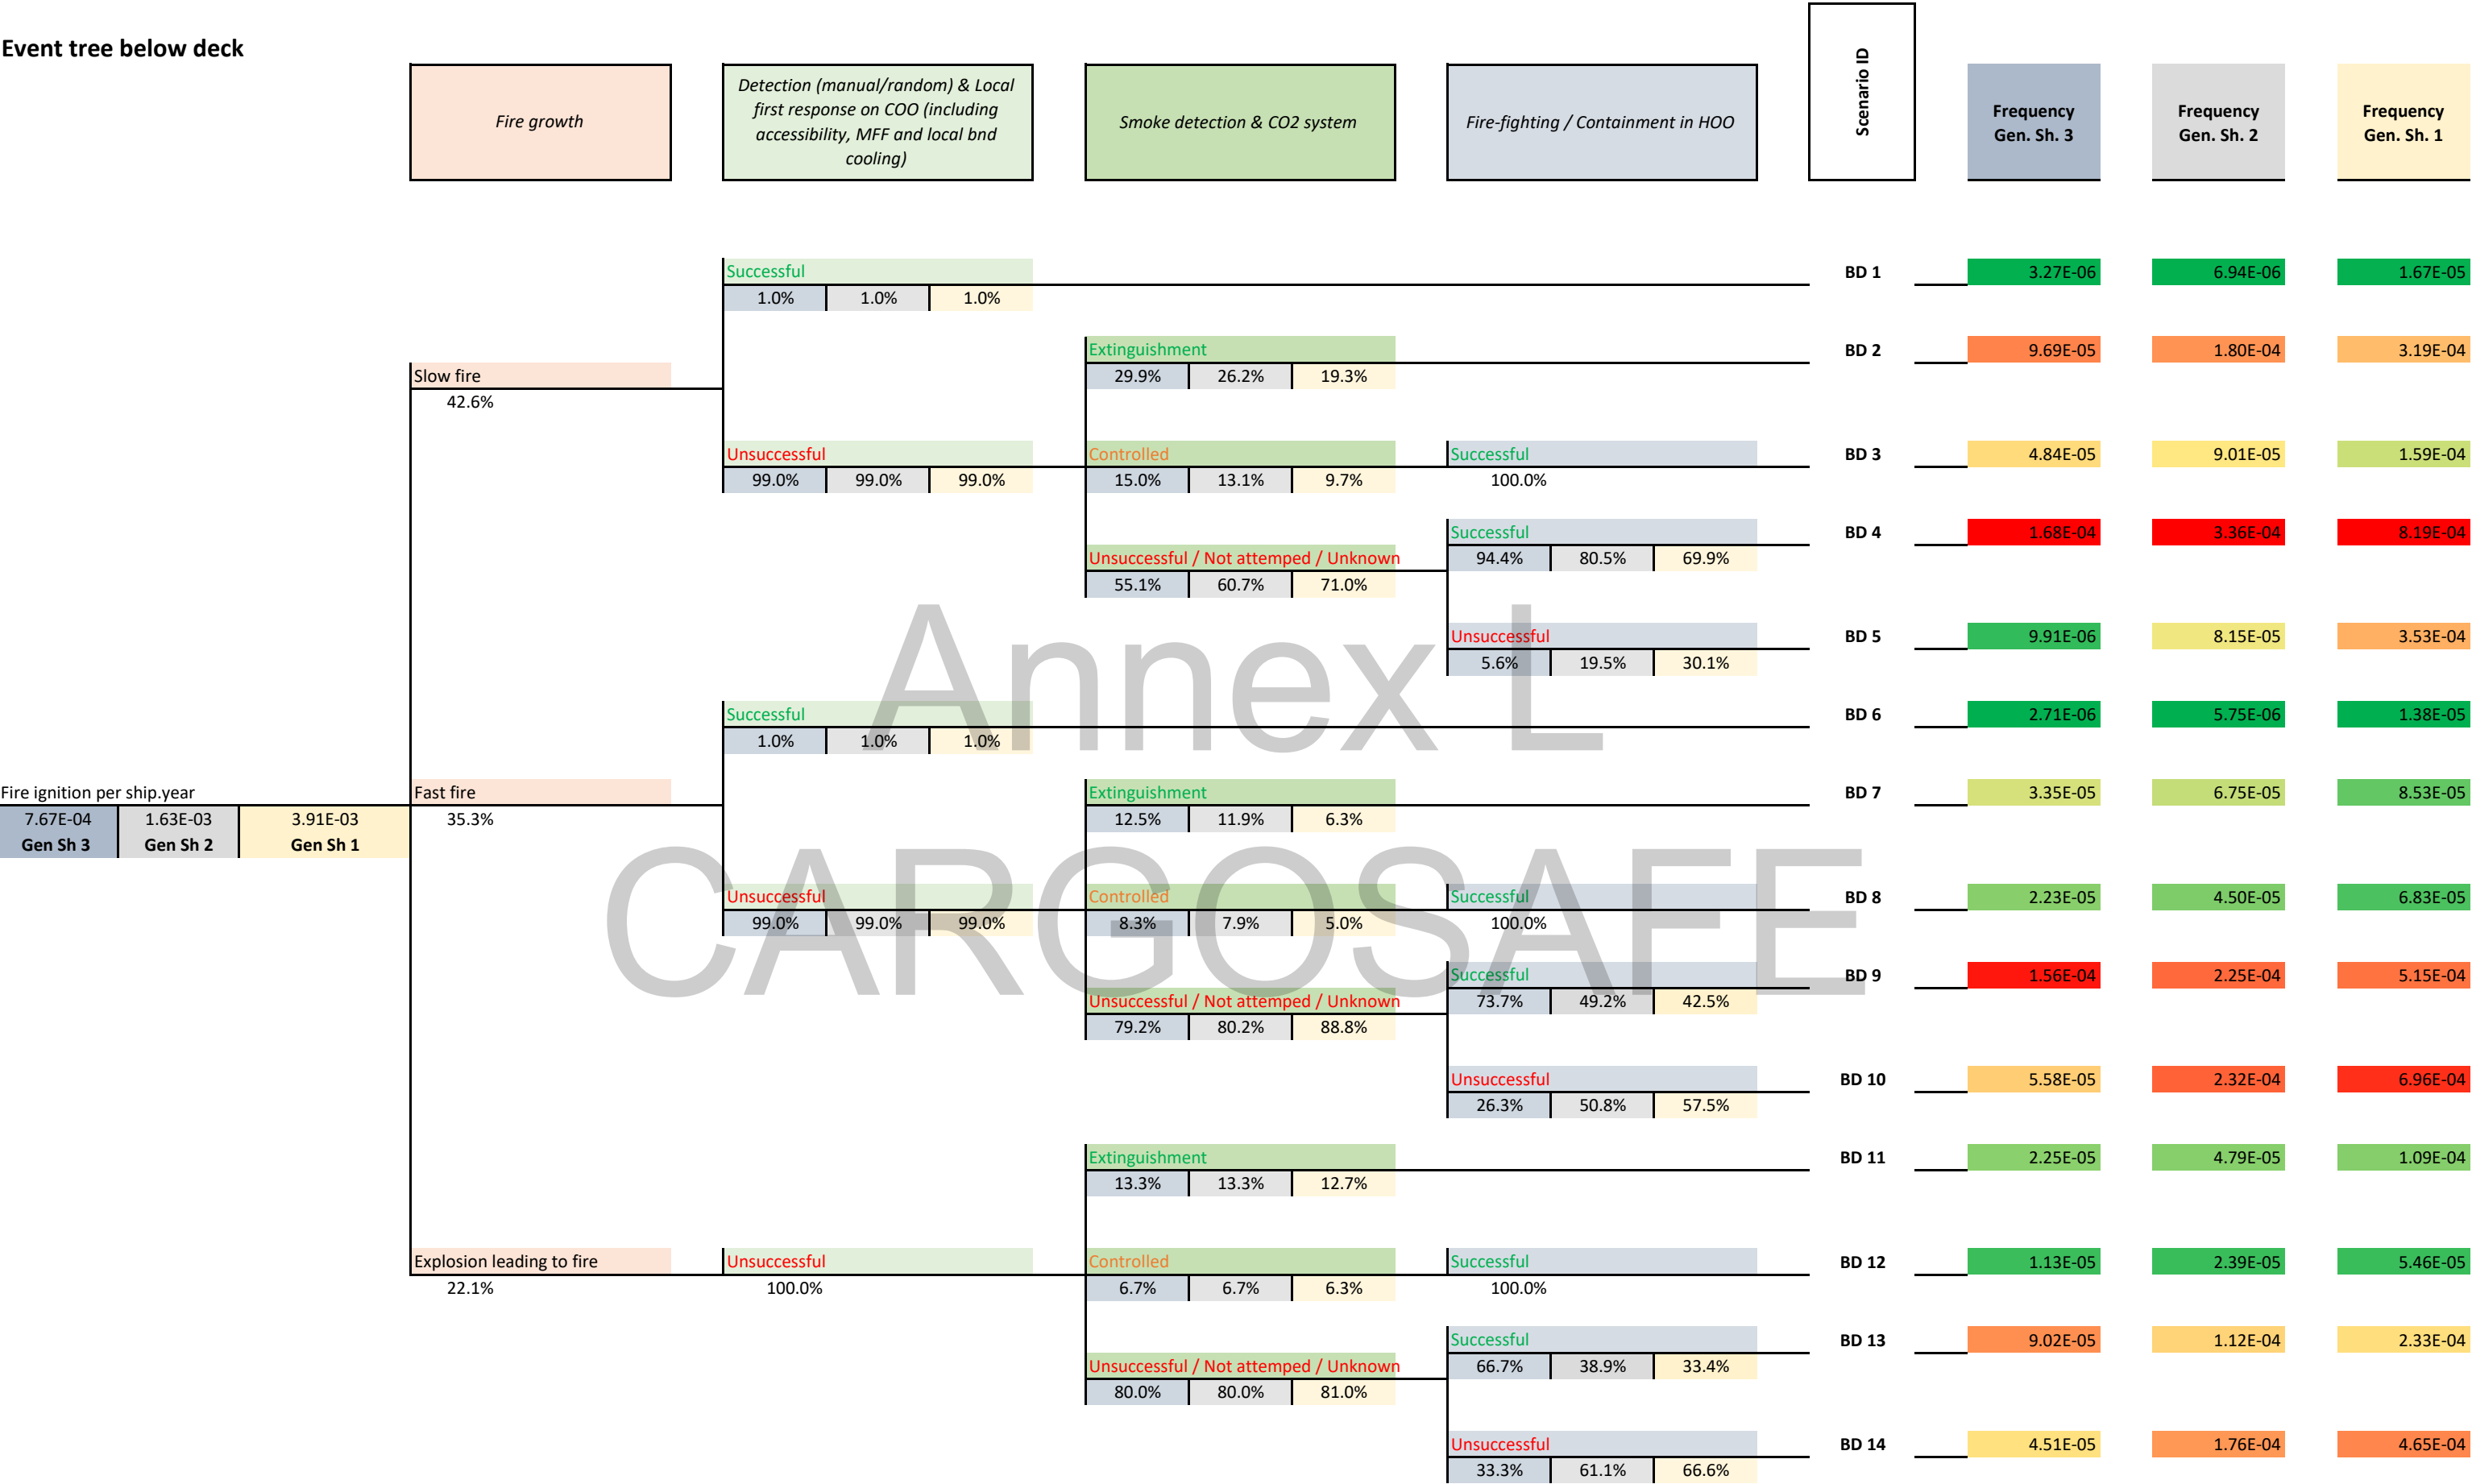 Event tree below deck
Fire growth
Detection (manual/random) & Local
first response on COO (including
accessibility, MFF and local bnd
cooling)
Smoke detection & CO2 system
Fire-fighting / Containment in HOO
Scenario ID
Frequency
Gen. Sh. 3
Frequency
Gen. Sh. 2
Frequency
Gen. Sh. 1
Successful
1.0% 1.0% 1.0%
BD 1 3.27E-06 6.94E-06 1.67E-05
Extinguishment
29.9% 26.2% 19.3%
BD 2 9.69E-05 1.80E-04 3.19E-04
Slow fire
42.6%
Unsuccessful
99.0% 99.0% 99.0%
Controlled
15.0% 13.1% 9.7%
Successful
100.0%
BD 3 4.84E-05 9.01E-05 1.59E-04
Successful
94.4% 80.5% 69.9%
BD 4 1.68E-04 3.36E-04 8.19E-04
Unsuccessful / Not attemped / Unknown
55.1% 60.7% 71.0%
Unsuccessful
5.6% 19.5% 30.1%
BD 5 9.91E-06 8.15E-05 3.53E-04
Annex L
Successful
1.0% 1.0% 1.0%
BD 6 2.71E-06 5.75E-06 1.38E-05
Fire ignition per ship.year
7.67E-04 1.63E-03 3.91E-03
Gen Sh 3 Gen Sh 2 Gen Sh 1
Fast fire
35.3%
Extinguishment
12.5% 11.9% 6.3%
BD 7 3.35E-05 6.75E-05 8.53E-05
CARGOSAFE
Unsuccessful
99.0% 99.0% 99.0%
Controlled
8.3% 7.9% 5.0%
Successful
100.0%
BD 8 2.23E-05 4.50E-05 6.83E-05
Successful
73.7% 49.2% 42.5%
BD 9 1.56E-04 2.25E-04 5.15E-04
Unsuccessful / Not attemped / Unknown
79.2% 80.2% 88.8%
Unsuccessful
26.3% 50.8% 57.5%
BD 10 5.58E-05 2.32E-04 6.96E-04
Extinguishment
13.3% 13.3% 12.7%
BD 11 2.25E-05 4.79E-05 1.09E-04
Explosion leading to fire
22.1%
Unsuccessful
100.0%
Controlled
6.7% 6.7% 6.3%
Successful
100.0%
BD 12 1.13E-05 2.39E-05 5.46E-05
Successful
66.7% 38.9% 33.4%
BD 13 9.02E-05 1.12E-04 2.33E-04
Unsuccessful / Not attemped / Unknown
80.0% 80.0% 81.0%
Unsuccessful
33.3% 61.1% 66.6%
BD 14 4.51E-05 1.76E-04 4.65E-04